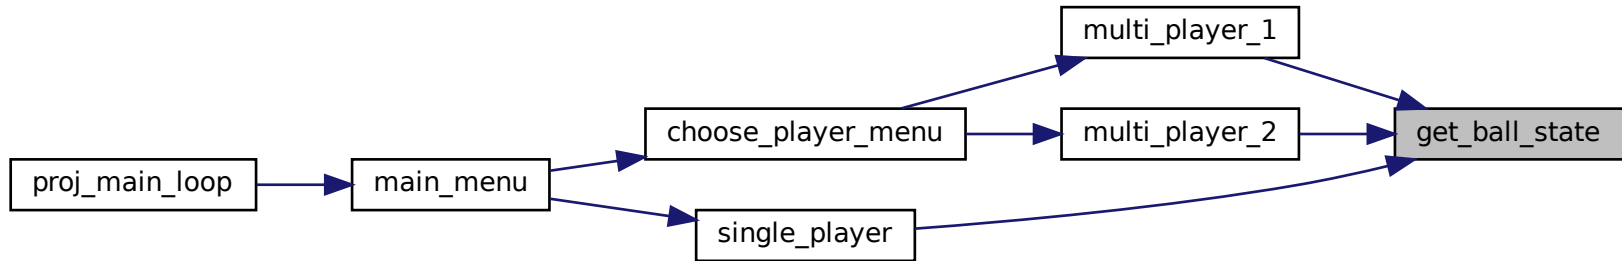 multi_player_1
choose_player_menu
multi_player_2
get_ball_state
proj_main_loop
main_menu
single_player